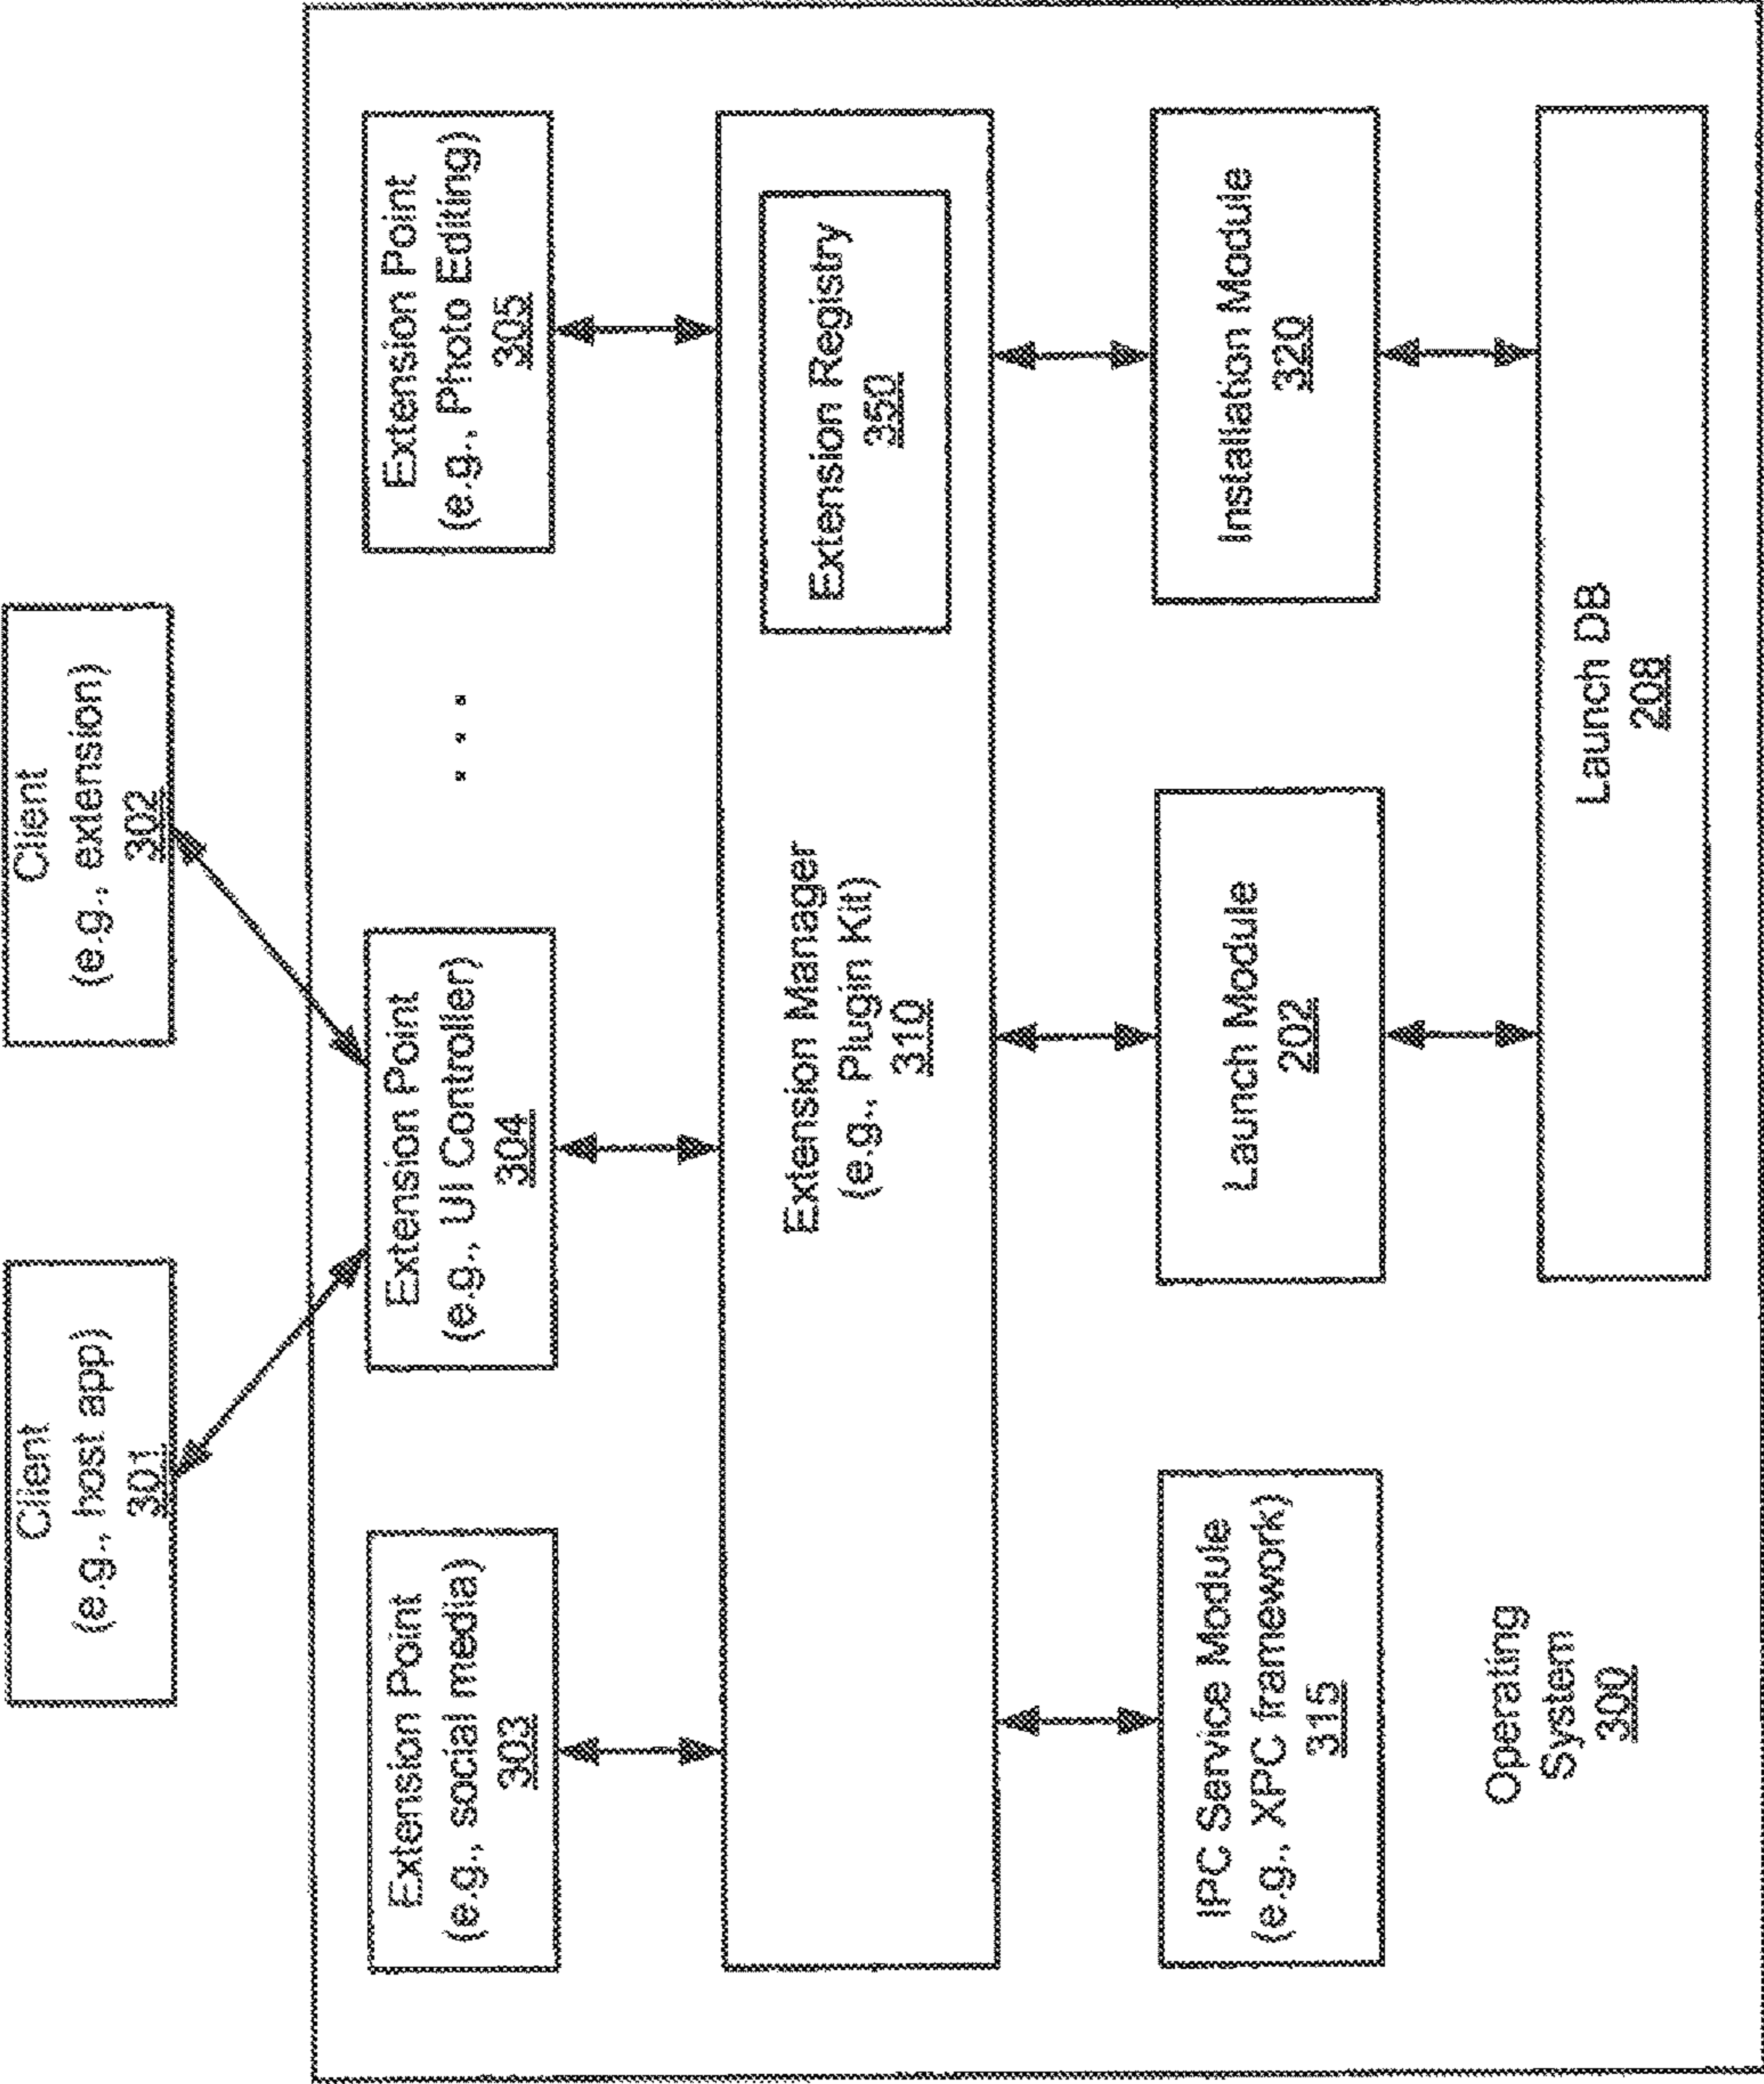 Client
(e.g., host app)
301
Client
(e.g., extension)
302
Extension Point
(e.g., social media)
303
Extension Point
(e.g., UI Controller)
304
. . .
Extension Point
(e.g., Photo Editing)
305
Extension Manager
(e.g., Plugin Kit)
310
Extension Registry
350
IPC Service Module
(e.g., XPC framework)
315
Launch Module
202
Installation Module
320
Operating
System
300
Launch DB
208